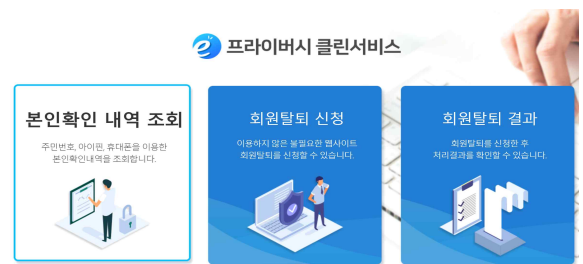 프라이버시 클린서비스
본인확인 내역 조회
주민번호, 아이핀, 휴대폰을 이용한
본인확인내역을 조회합니다.
회원탈퇴 신청
이용하지 않은 불필요한 웹사이트
회원탈퇴를 신청할 수 있습니다.
회원탈퇴 결과
회원탈퇴를 신청한 후
처리결과를 확인할 수 있습니다.